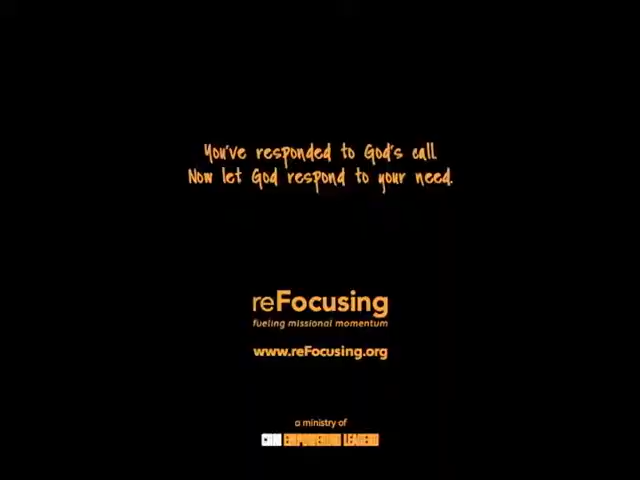 You've responded to God's call.
Now let God respond to your need.
reFocusing
fueling missional momentum
www.reFocusing.org
a ministry of
EMPOWERING LEADERS